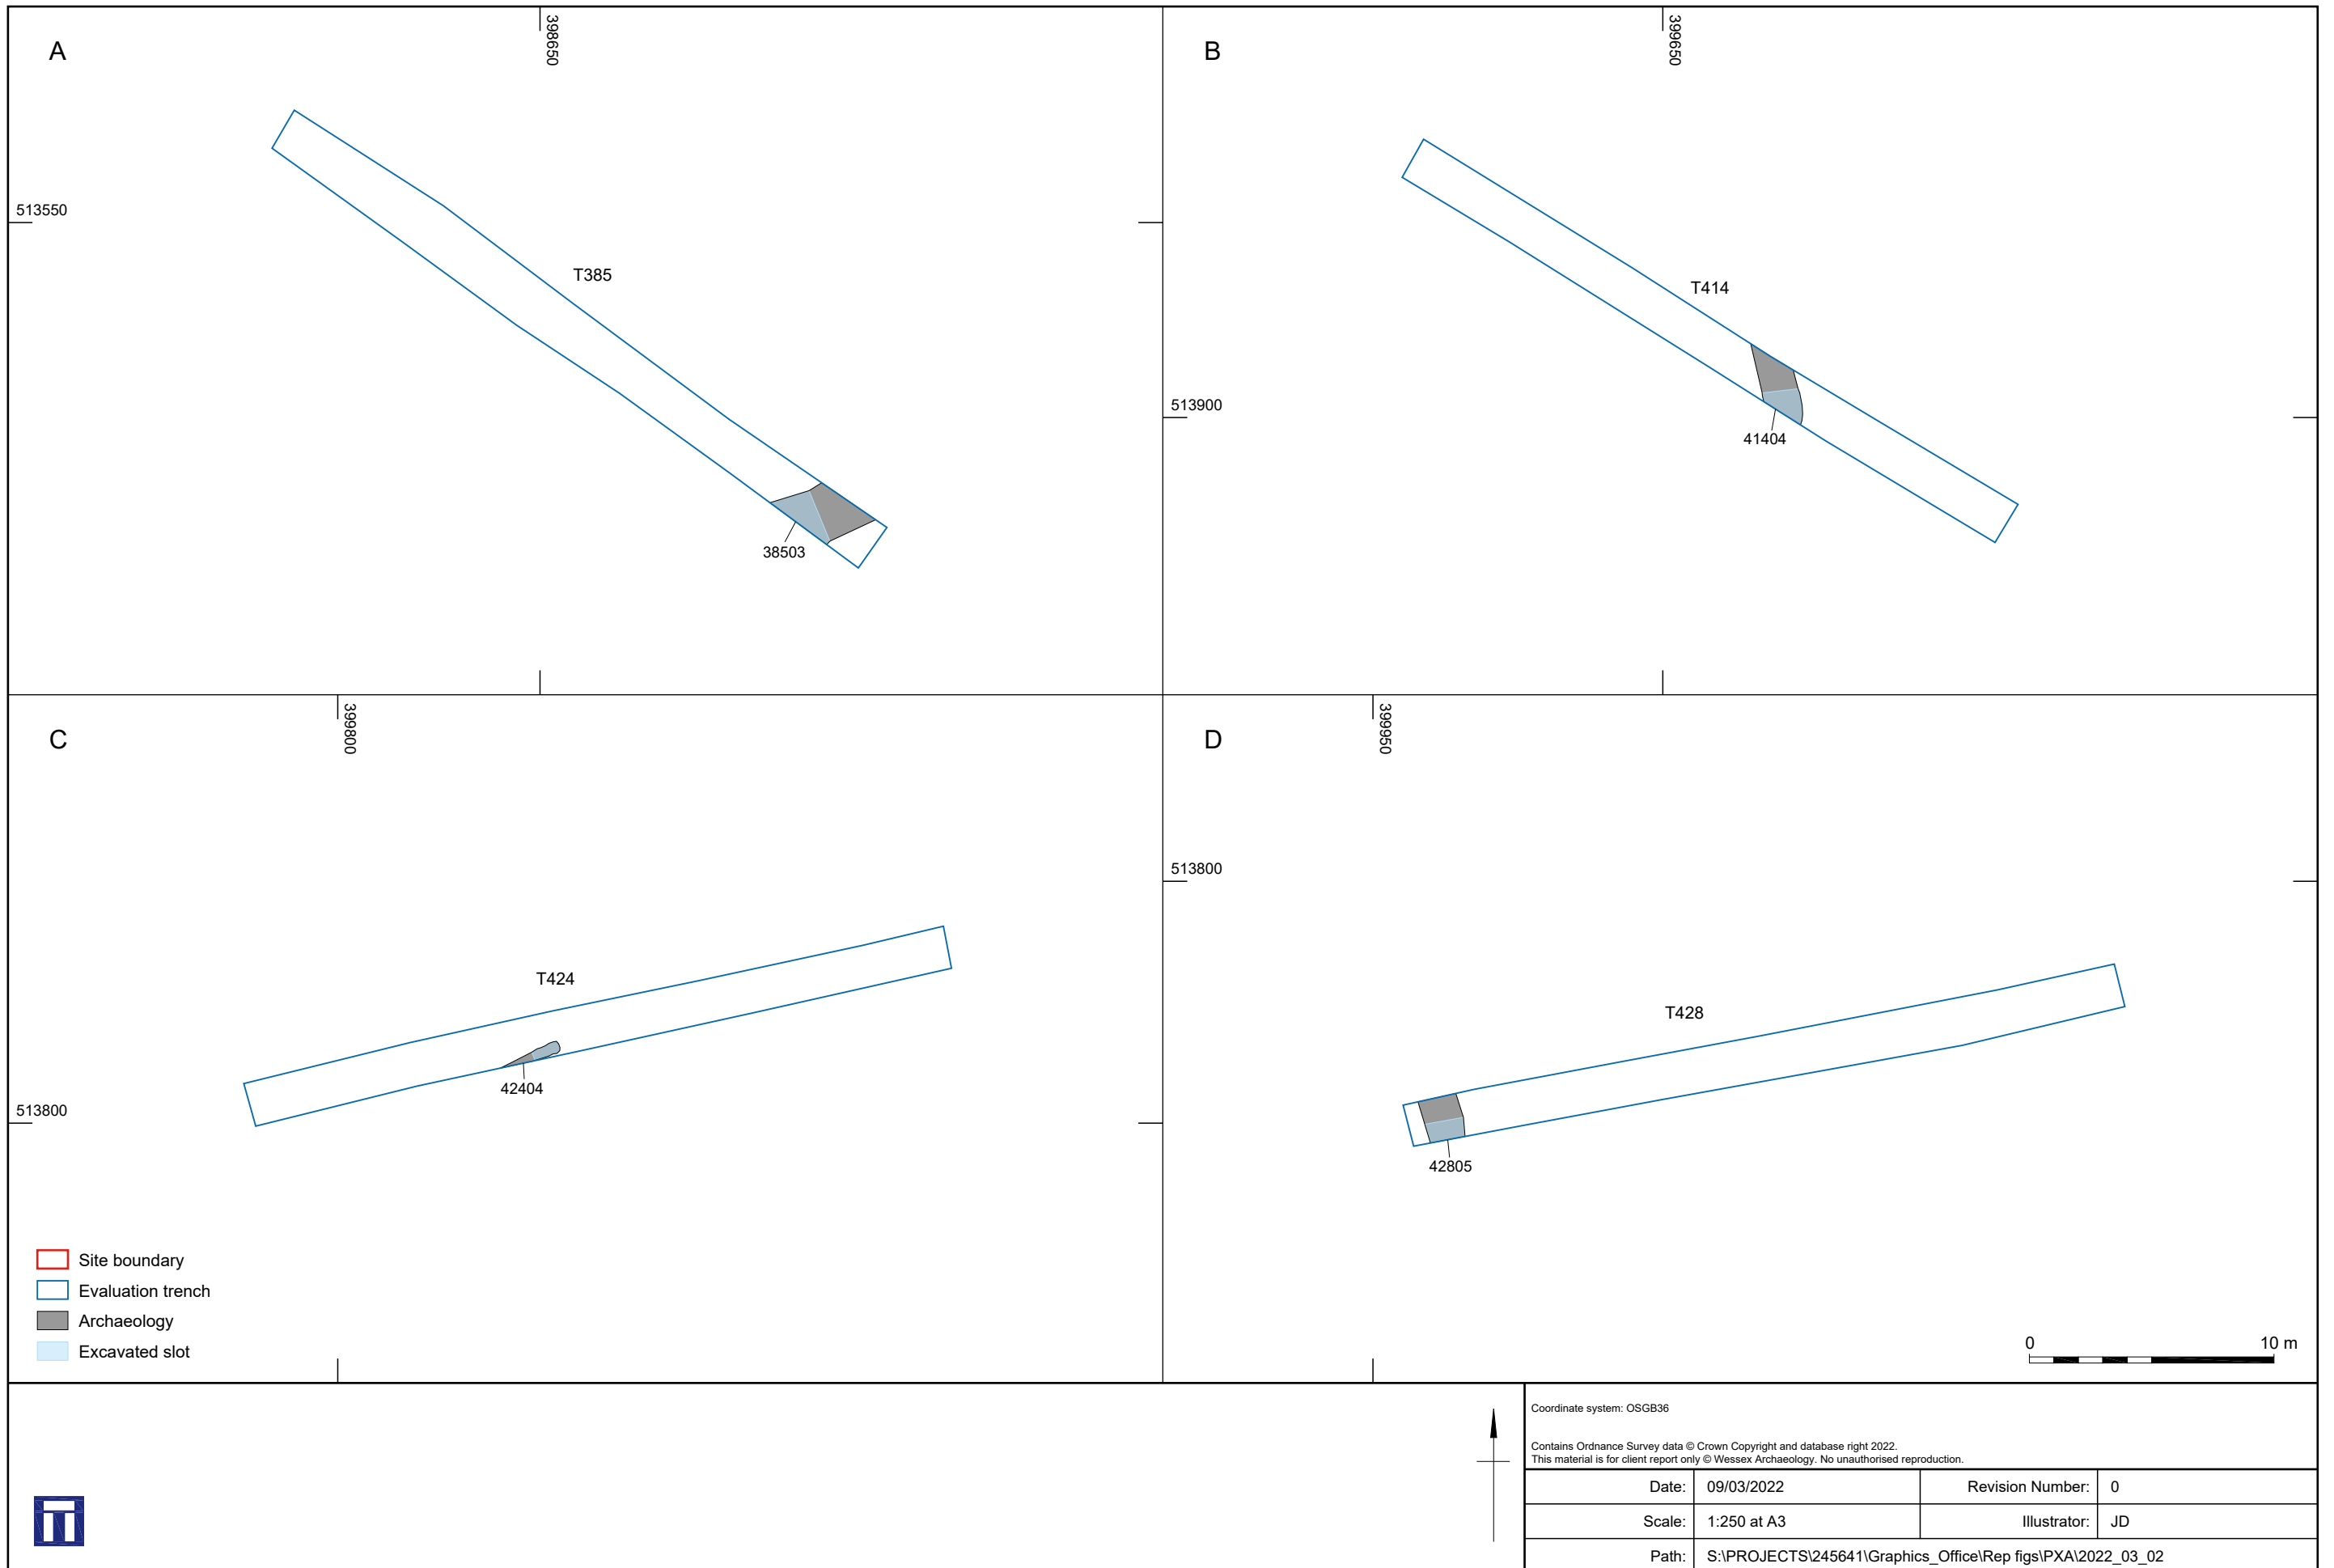 A
398650
513550
T385
38503
B
399650
T414
513900
41404
C
399800
T424
42404
513800
D
399950
513800
T428
42805
Site boundary
Evaluation trench
Archaeology
Excavated slot
0 10 m
Coordinate system: OSGB36
Contains Ordnance Survey data © Crown Copyright and database right 2022.
This material is for client report only © Wessex Archaeology. No unauthorised reproduction.
Date: 09/03/2022 Revision Number: 0
Scale: 1:250 at A3 Illustrator: JD
Path: S:\PROJECTS\245641\Graphics_Office\Rep figs\PXA\2022_03_02